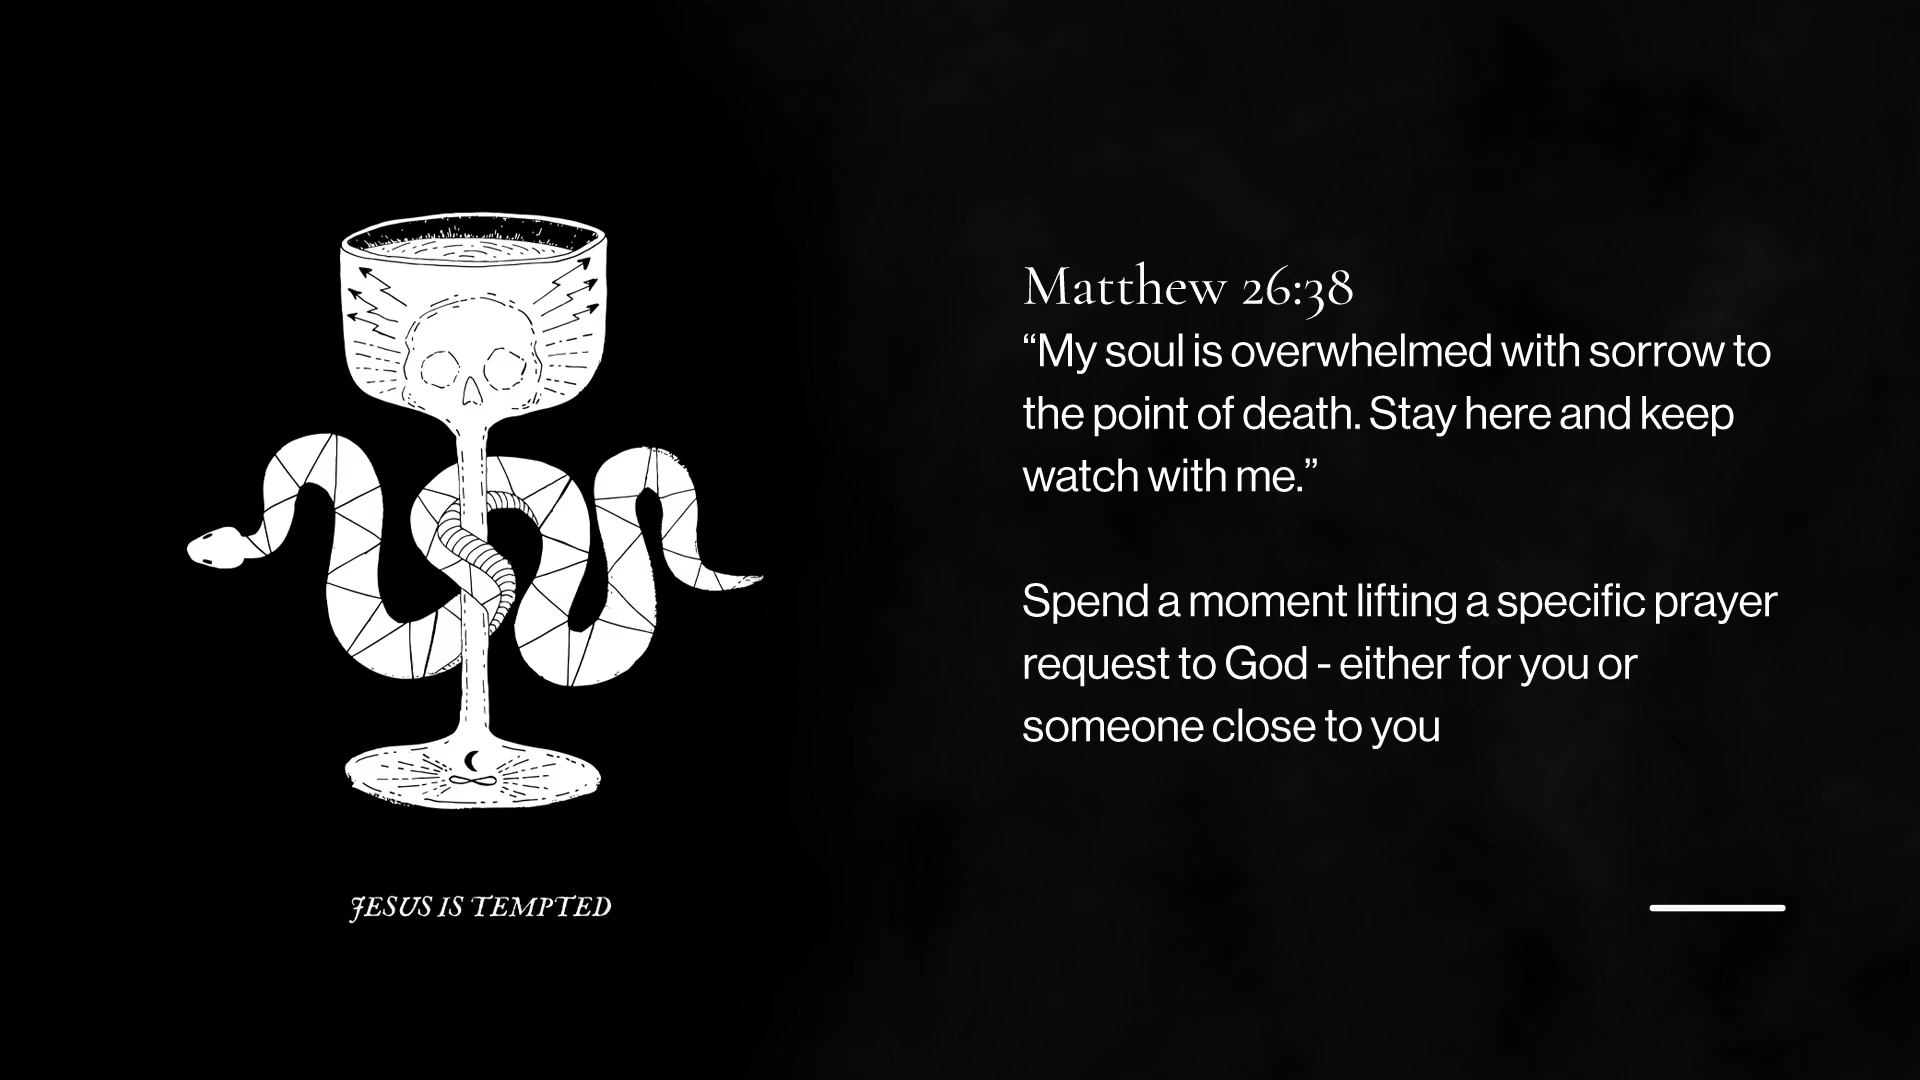 Matthew 26:38
“My soul is overwhelmed with sorrow to
the point of death. Stay here and keep
watch with me.”
Spend a moment lifting a specific prayer
request to God - either for you or
someone close to you
JESUS IS TEMPTED